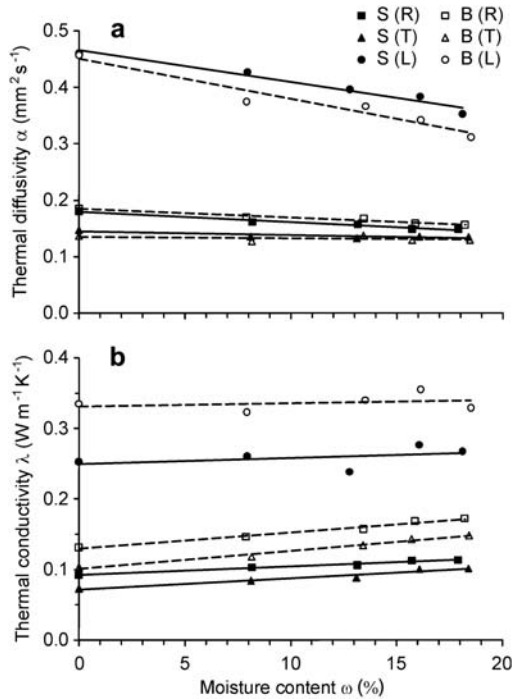 S (R) B (R)
S (T) B (T)
S (L) B (L)
a
Thermal diffusivity α (mm² s⁻¹)
0.5
0.4
0.3
0.2
0.1
0.0
b
Thermal conductivity λ (W m⁻¹ K⁻¹)
0.4
0.3
0.2
0.1
0.0
0 5 10 15 20
Moisture content ω (%)